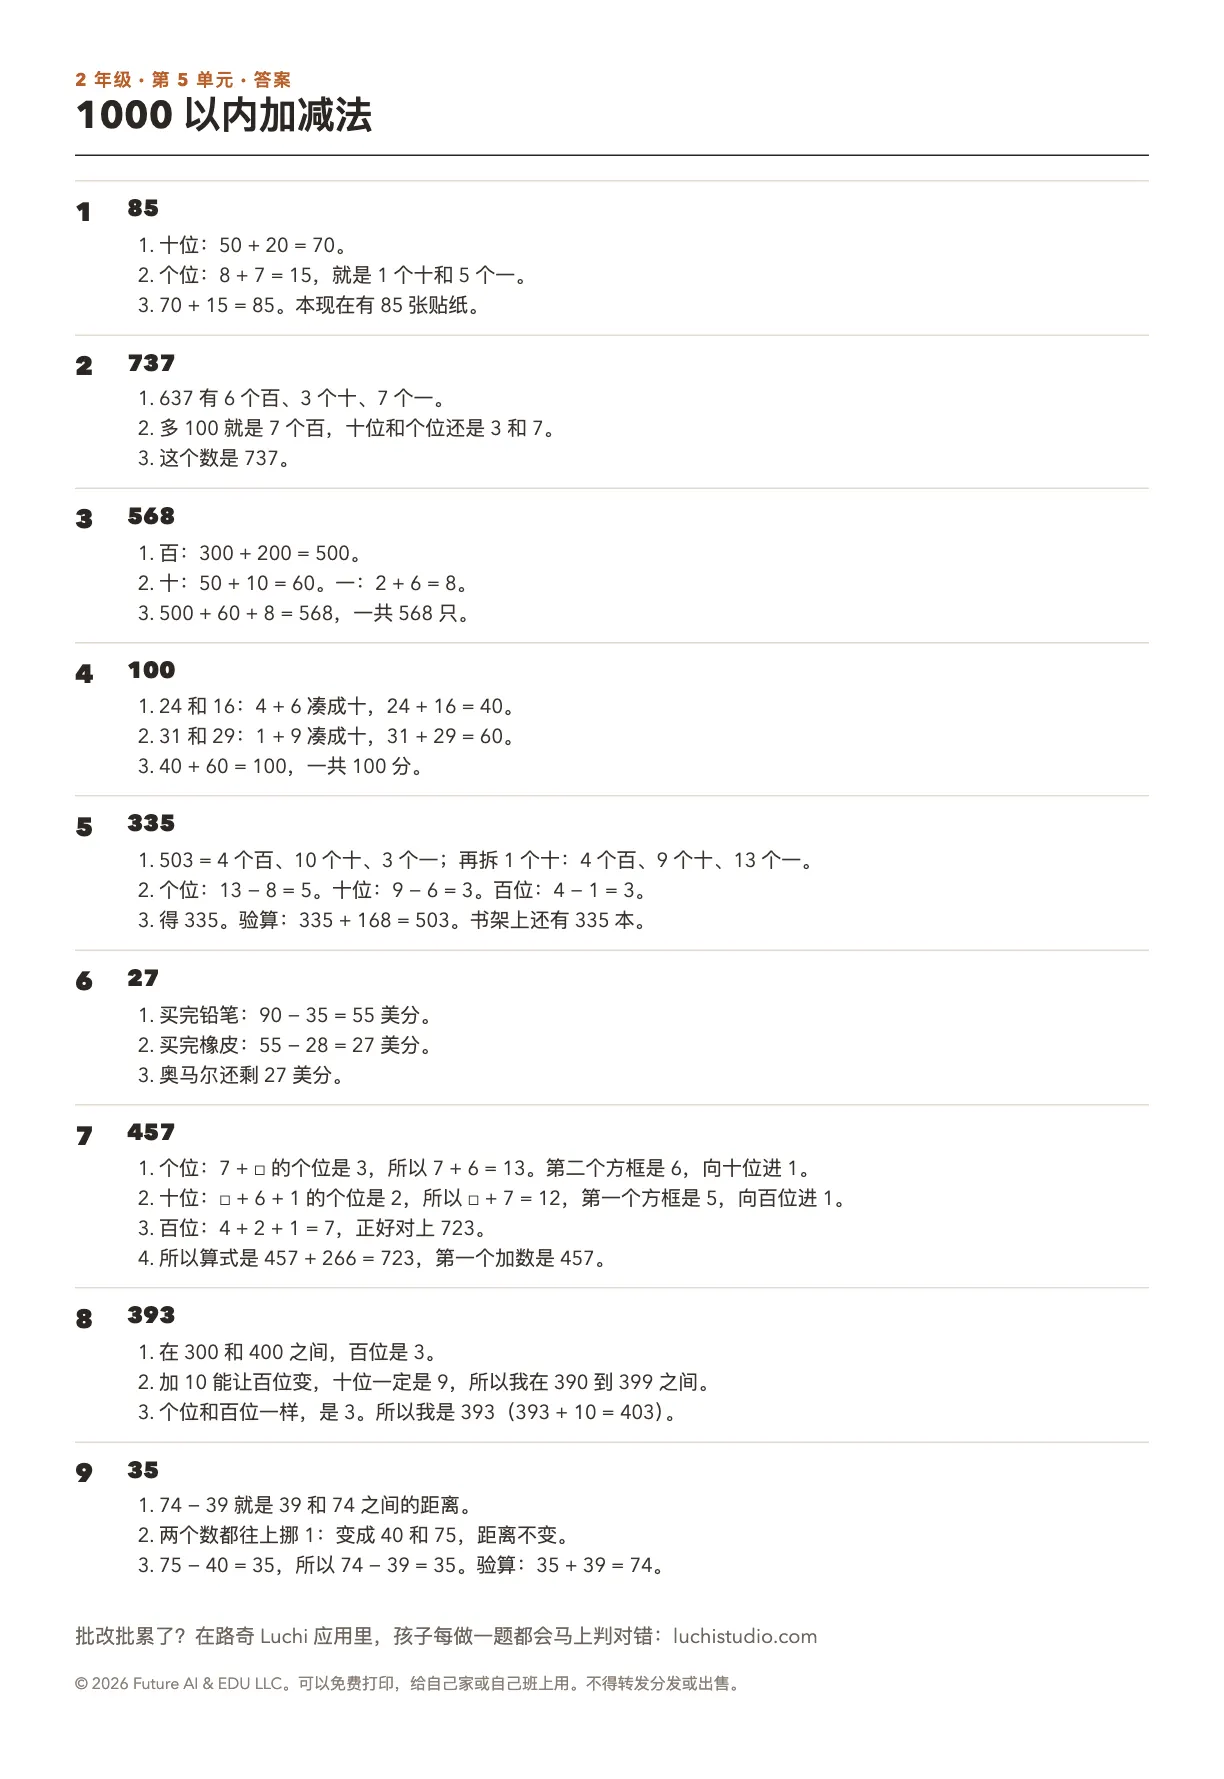 2 年级 · 第 5 单元 · 答案
1000 以内加减法
1 85
1. 十位：50 + 20 = 70。
2. 个位：8 + 7 = 15，就是 1 个十和 5 个一。
3. 70 + 15 = 85。本现在有 85 张贴纸。
2 737
1. 637 有 6 个百、3 个十、7 个一。
2. 多 100 就是 7 个百，十位和个位还是 3 和 7。
3. 这个数是 737。
3 568
1. 百：300 + 200 = 500。
2. 十：50 + 10 = 60。一：2 + 6 = 8。
3. 500 + 60 + 8 = 568，一共 568 只。
4 100
1. 24 和 16：4 + 6 凑成十，24 + 16 = 40。
2. 31 和 29：1 + 9 凑成十，31 + 29 = 60。
3. 40 + 60 = 100，一共 100 分。
5 335
1. 503 = 4 个百、10 个十、3 个一；再拆 1 个十：4 个百、9 个十、13 个一。
2. 个位：13 − 8 = 5。十位：9 − 6 = 3。百位：4 − 1 = 3。
3. 得 335。验算：335 + 168 = 503。书架上还有 335 本。
6 27
1. 买完铅笔：90 − 35 = 55 美分。
2. 买完橡皮：55 − 28 = 27 美分。
3. 奥马尔还剩 27 美分。
7 457
1. 个位：7 + □ 的个位是 3，所以 7 + 6 = 13。第二个方框是 6，向十位进 1。
2. 十位：□ + 6 + 1 的个位是 2，所以 □ + 7 = 12，第一个方框是 5，向百位进 1。
3. 百位：4 + 2 + 1 = 7，正好对上 723。
4. 所以算式是 457 + 266 = 723，第一个加数是 457。
8 393
1. 在 300 和 400 之间，百位是 3。
2. 加 10 能让百位变，十位一定是 9，所以我在 390 到 399 之间。
3. 个位和百位一样，是 3。所以我是 393（393 + 10 = 403）。
9 35
1. 74 − 39 就是 39 和 74 之间的距离。
2. 两个数都往上挪 1：变成 40 和 75，距离不变。
3. 75 − 40 = 35，所以 74 − 39 = 35。验算：35 + 39 = 74。
批改批累了？在路奇 Luchi 应用里，孩子每做一题都会马上判对错：luchistudio.com
© 2026 Future AI & EDU LLC。可以免费打印，给自己家或自己班上用。不得转发分发或出售。